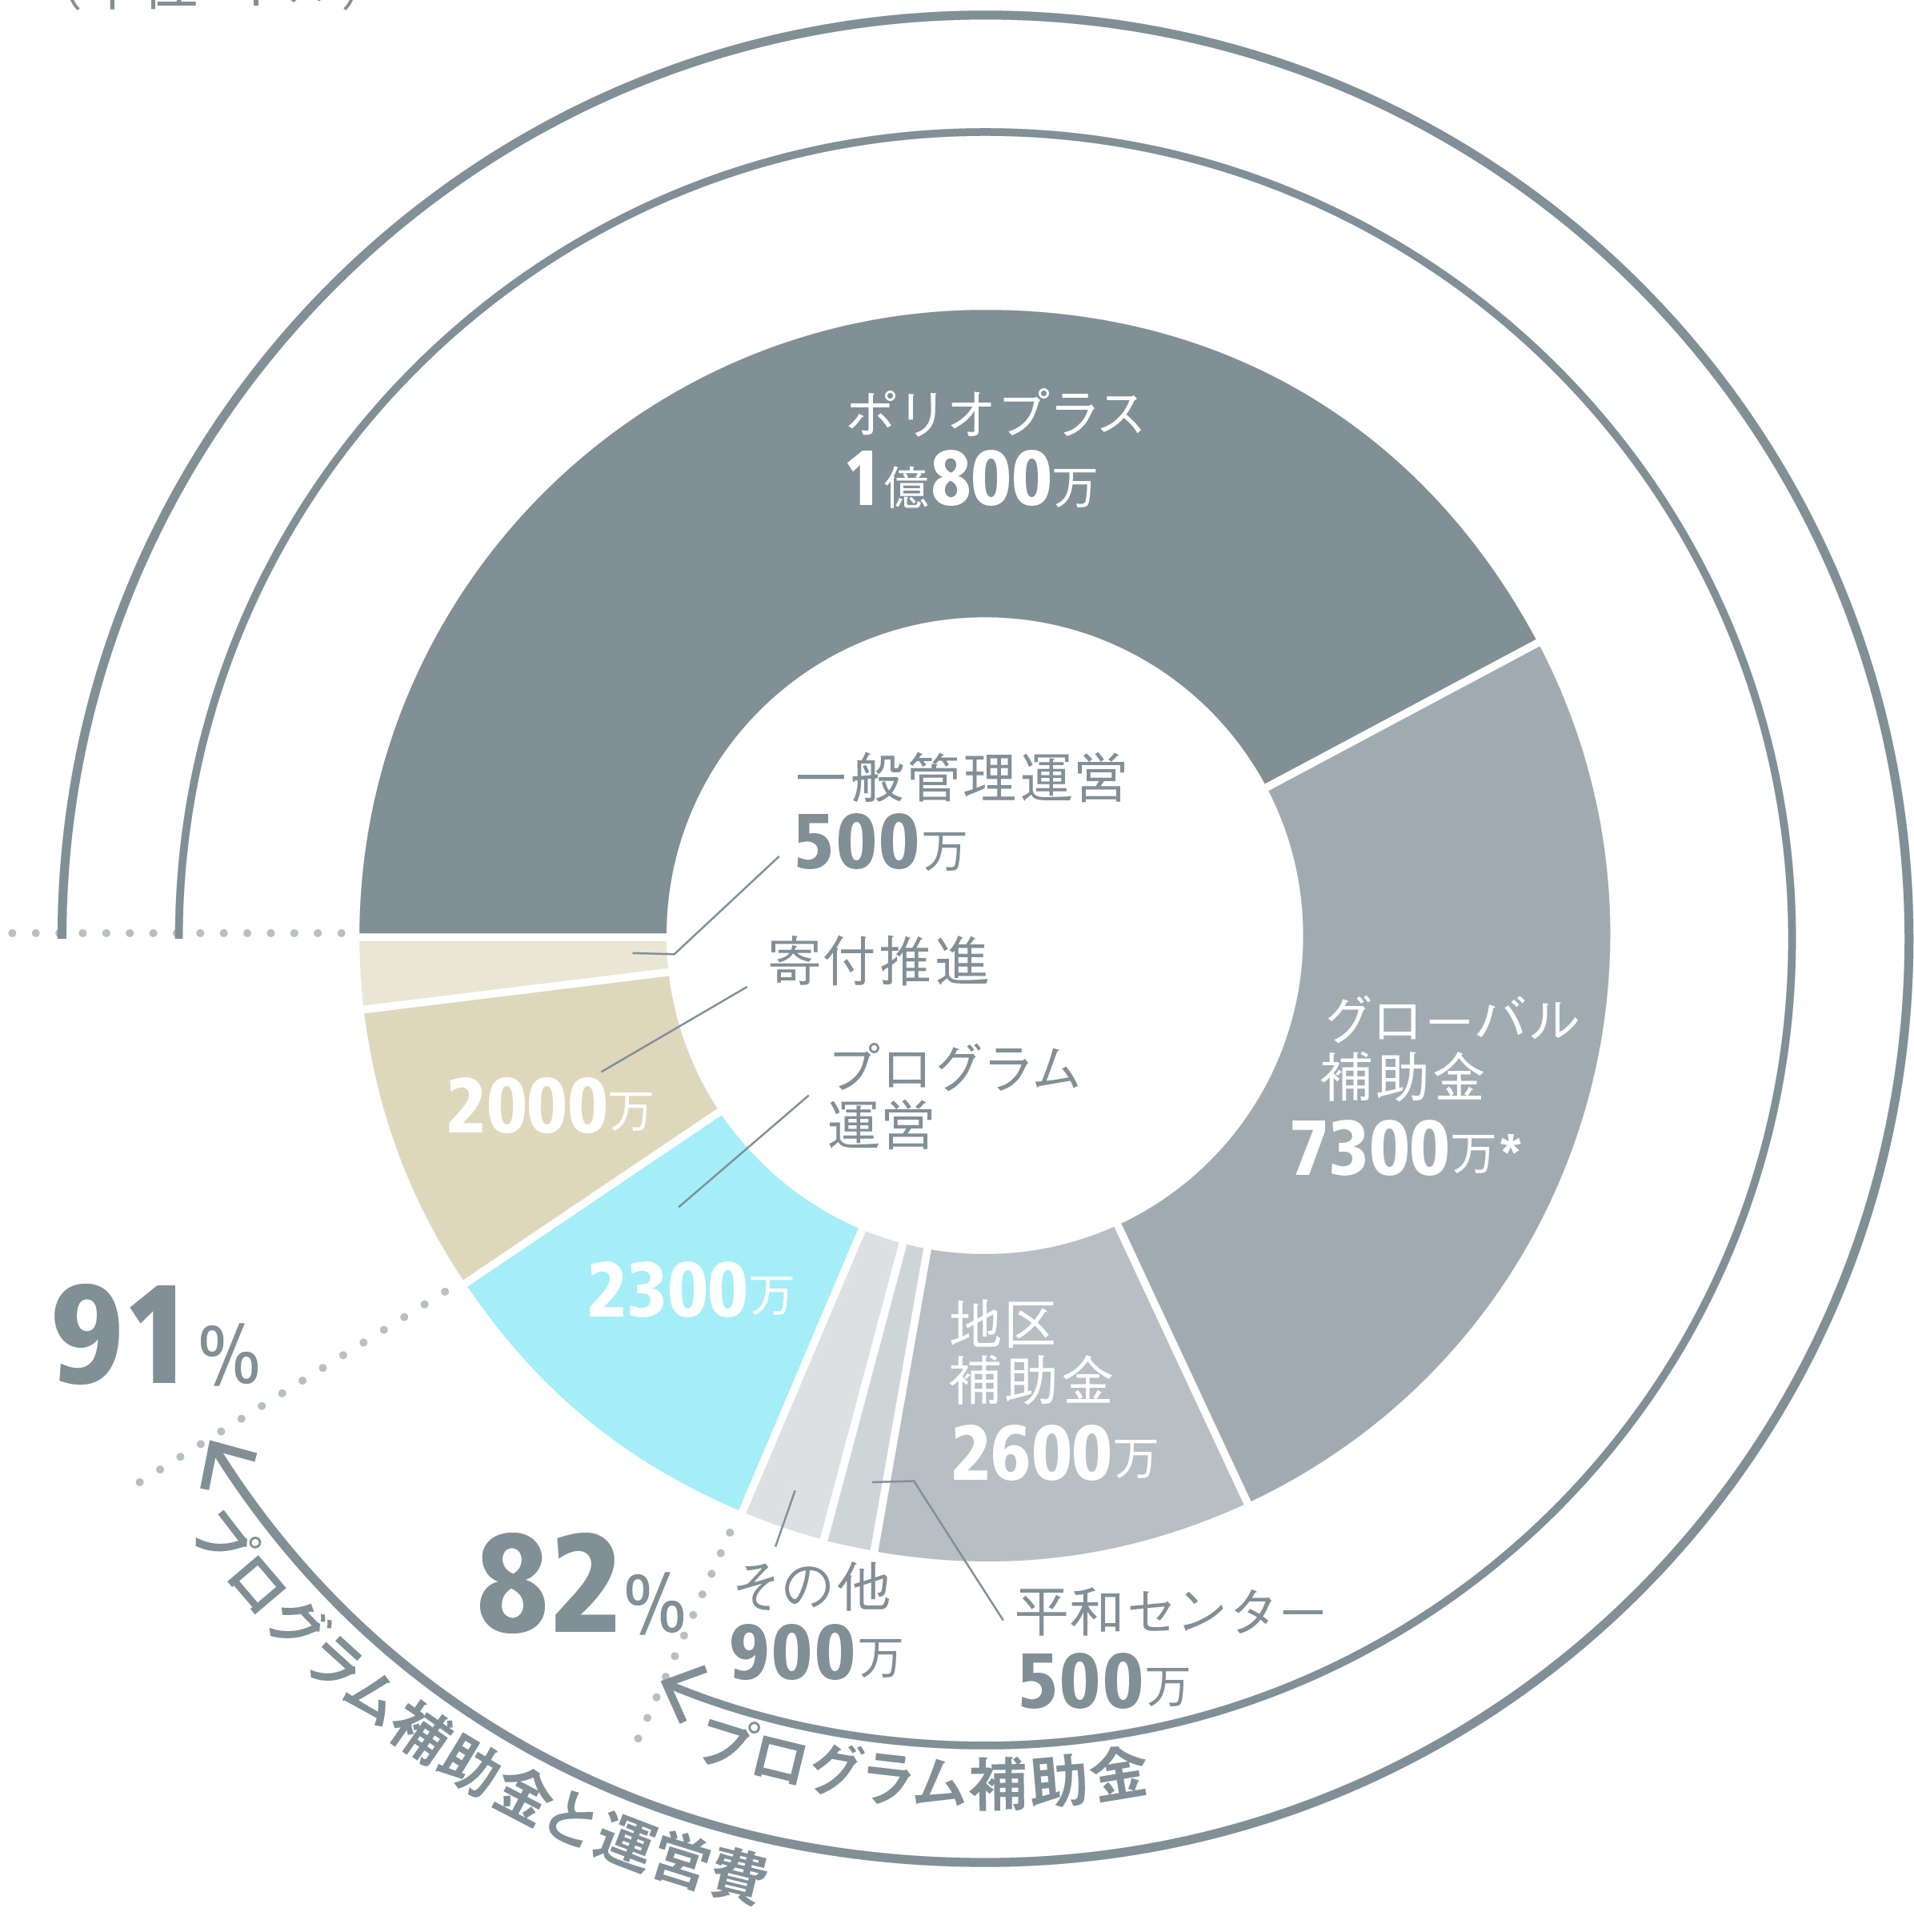 ポリオプラス
1億800万
一般管理運営
500万
寄付推進
2000万
プログラム
運営
2300万
グローバル
補助金
7300万*
地区
補助金
2600万
その他
900万
平和センター
500万
91%
82%
プログラム補助金
プログラム補助金と運営費